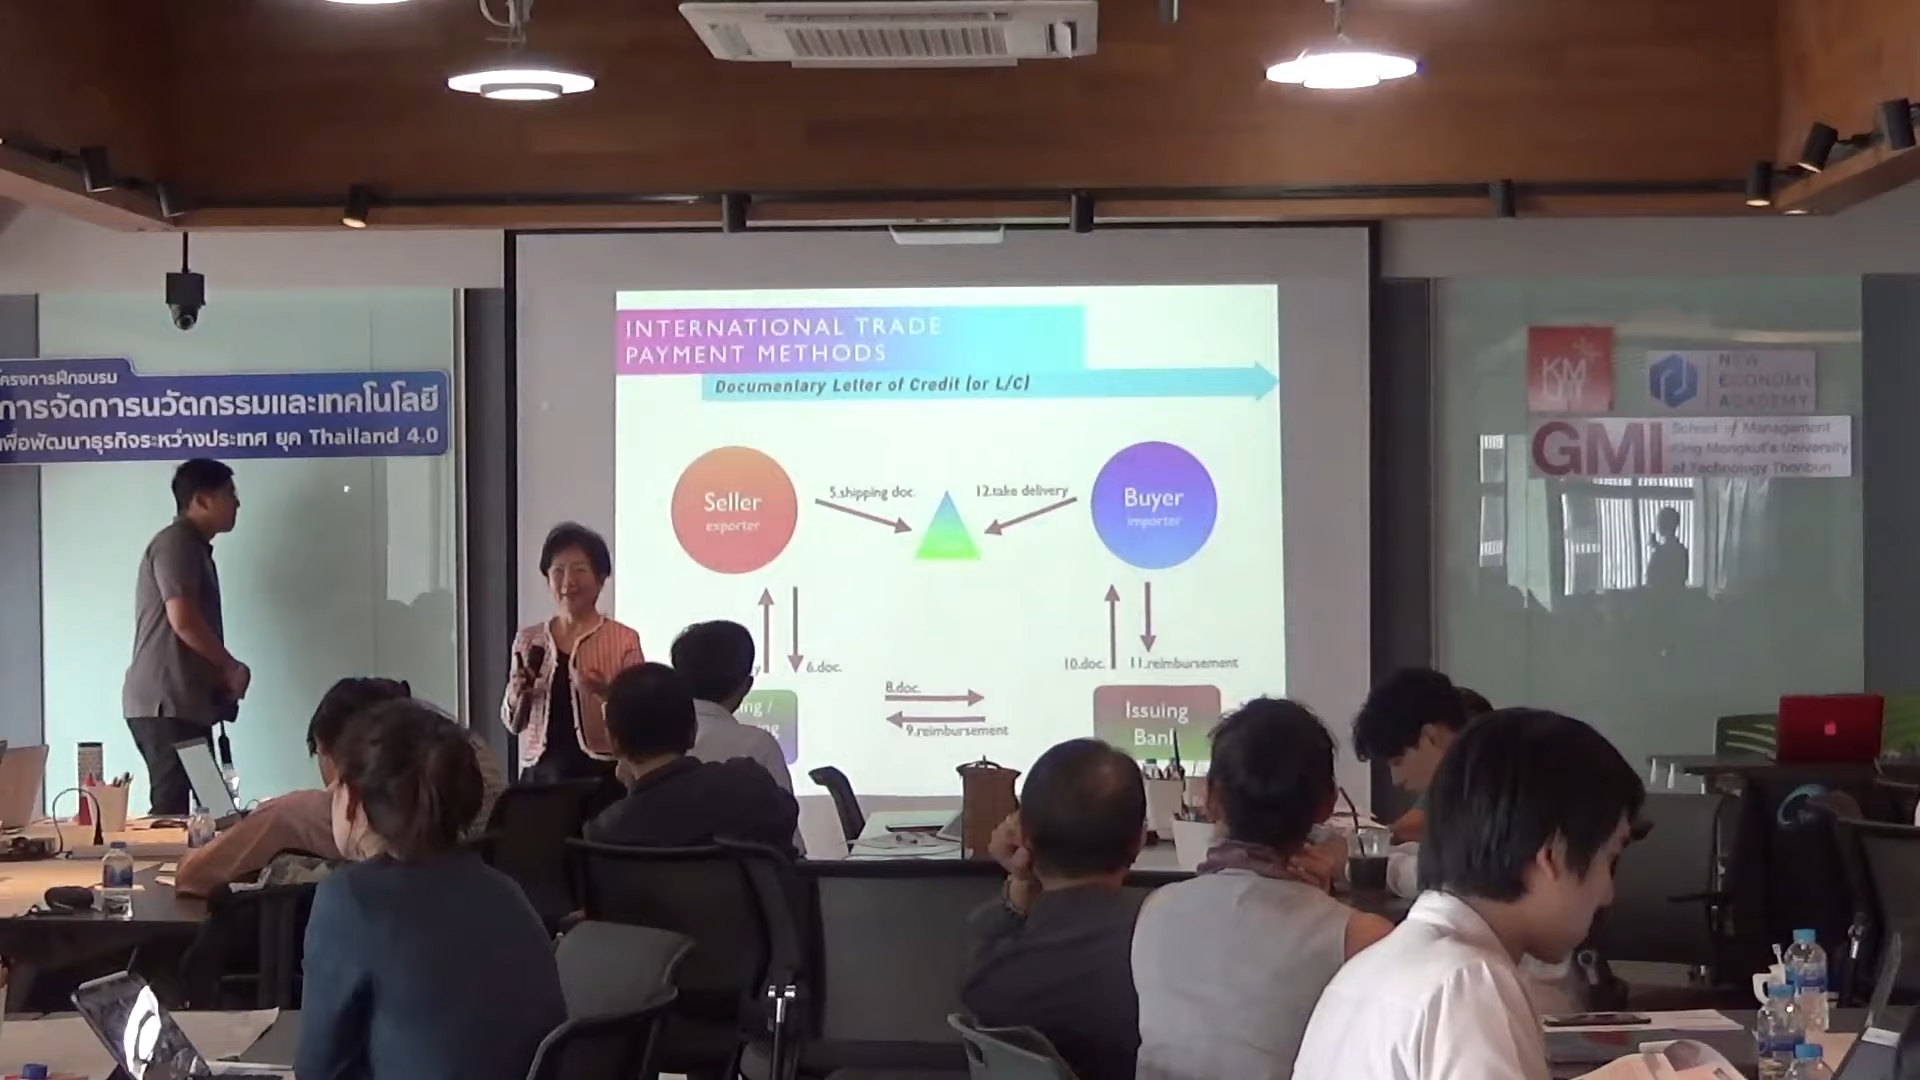 INTERNATIONAL TRADE
PAYMENT METHODS
Documentary Letter of Credit (or L/C)
Seller
exporter
5.shipping doc.
12.take delivery
Buyer
importer
6.doc.
8.doc.
9.reimbursement
10.doc.
11.reimbursement
Issuing
Bank
โครงการฝึกอบรม
การจัดการนวัตกรรมและเทคโนโลยี
เพื่อพัฒนาธุรกิจระหว่างประเทศ ยุค Thailand 4.0
KM
UTT
NEW
ECONOMY
ACADEMY
GMI
School of Management
King Mongkut's University
of Technology Thonburi